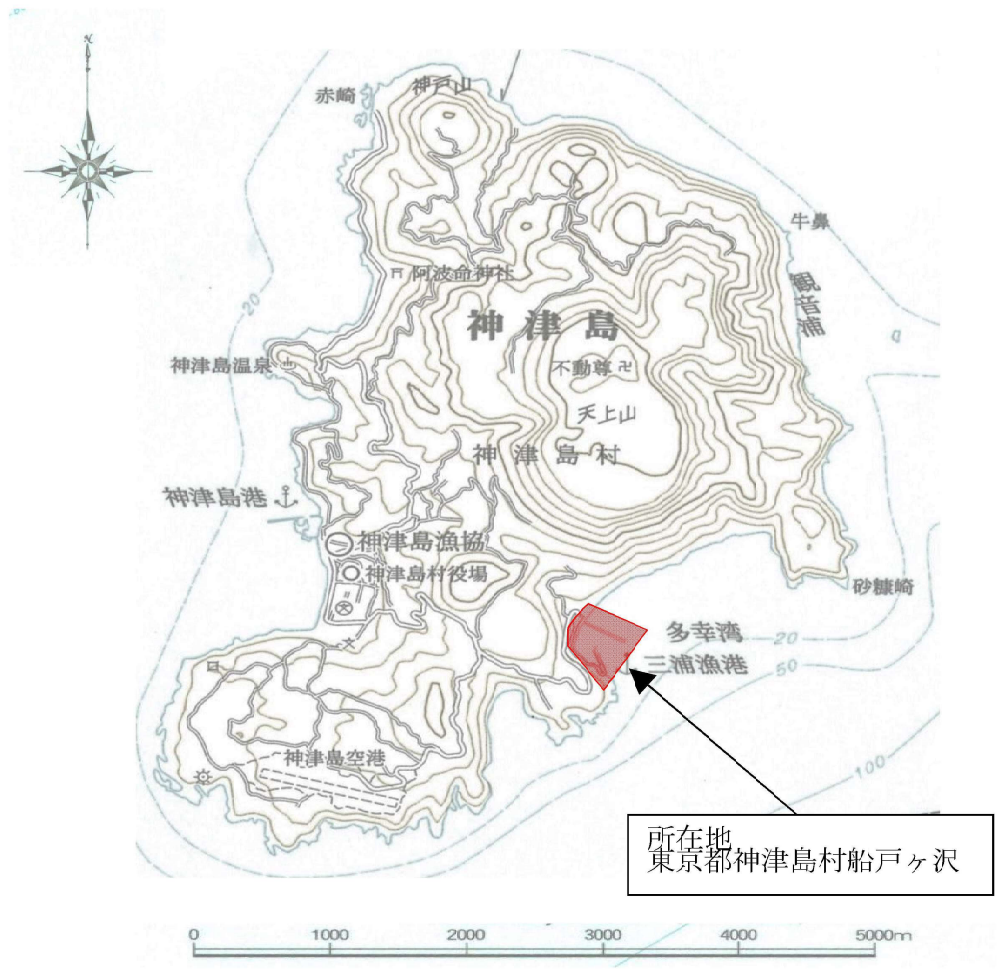 N
神戸山
赤崎
牛鼻
阿波命神社
観音浦
20
神津島
神津島温泉
不動尊
天上山
神津島村
神津島港
神津島漁協
神津島村役場
砂糠崎
多幸湾
20
三浦漁港
50
神津島空港
100
所在地
東京都神津島村船戸ヶ沢
0 1000 2000 3000 4000 5000m